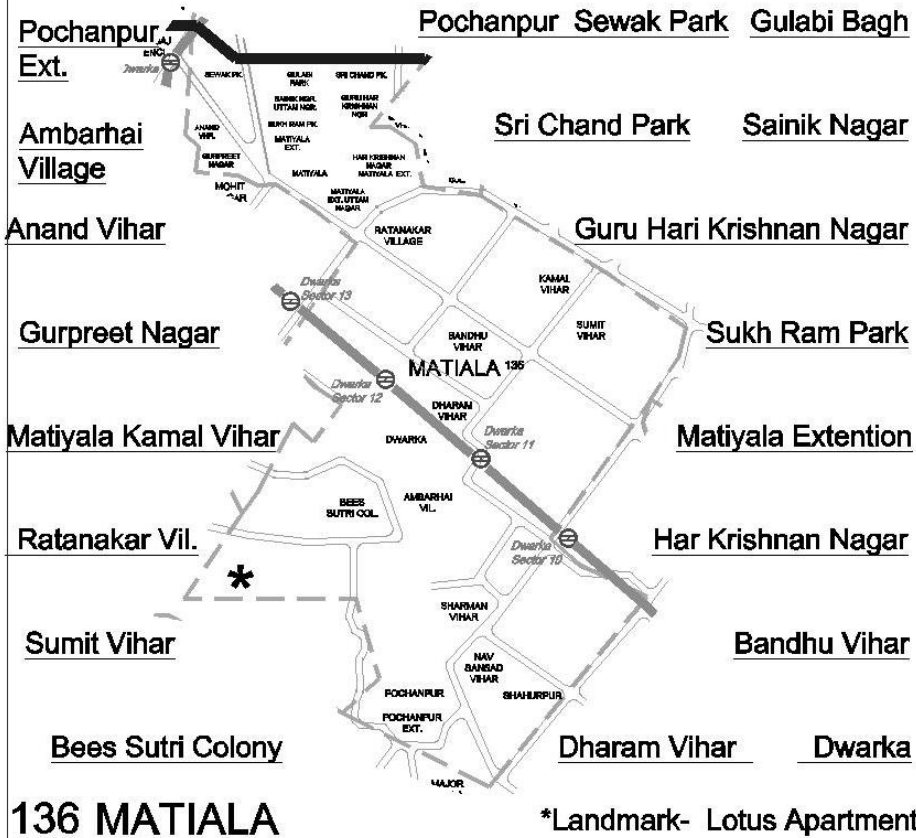 Pochanpur Ext.
Pochanpur Sewak Park Gulabi Bagh
Sri Chand Park Sainik Nagar
Ambarhai
Village
Anand Vihar
Guru Hari Krishnan Nagar
Gurpreet Nagar
Sukh Ram Park
Matiyala Kamal Vihar
Matiyala Extention
Ratanakar Vil.
Har Krishnan Nagar
Sumit Vihar
Bandhu Vihar
Bees Sutri Colony
Dharam Vihar Dwarka
Dwarka
SEWAK PK.
GULABI
PARK
SRI CHAND PK.
SAINIK NGR.
UTTAM NGR.
GURU HAR
KRISHNAN
NGR
SUKH RAM PK.
ANAND
VHR.
MATIYALA
EXT.
GURPREET
NAGAR
HAR KRISHNAN
NAGAR
MATIYALA EXT.
MATIYALA
MOHIT
MATIYALA
EXT. UTTAM
NAGAR
RATANAKAR
VILLAGE
KAMAL
VIHAR
Dwarka
Sector 13
SUMIT
VIHAR
BANDHU
VIHAR
MATIALA 136
Dwarka
Sector 12
DHARAM
VIHAR
DWARKA
Dwarka
Sector 11
BEES
SUTRI COL.
AMBARHAI
VIL.
Dwarka
Sector 10
*
SHARMAN
VIHAR
NAV
SANSAD
VIHAR
POCHANPUR
SHAHURPUR
POCHANPUR
EXT.
MAJOR
136 MATIALA
*Landmark- Lotus Apartment